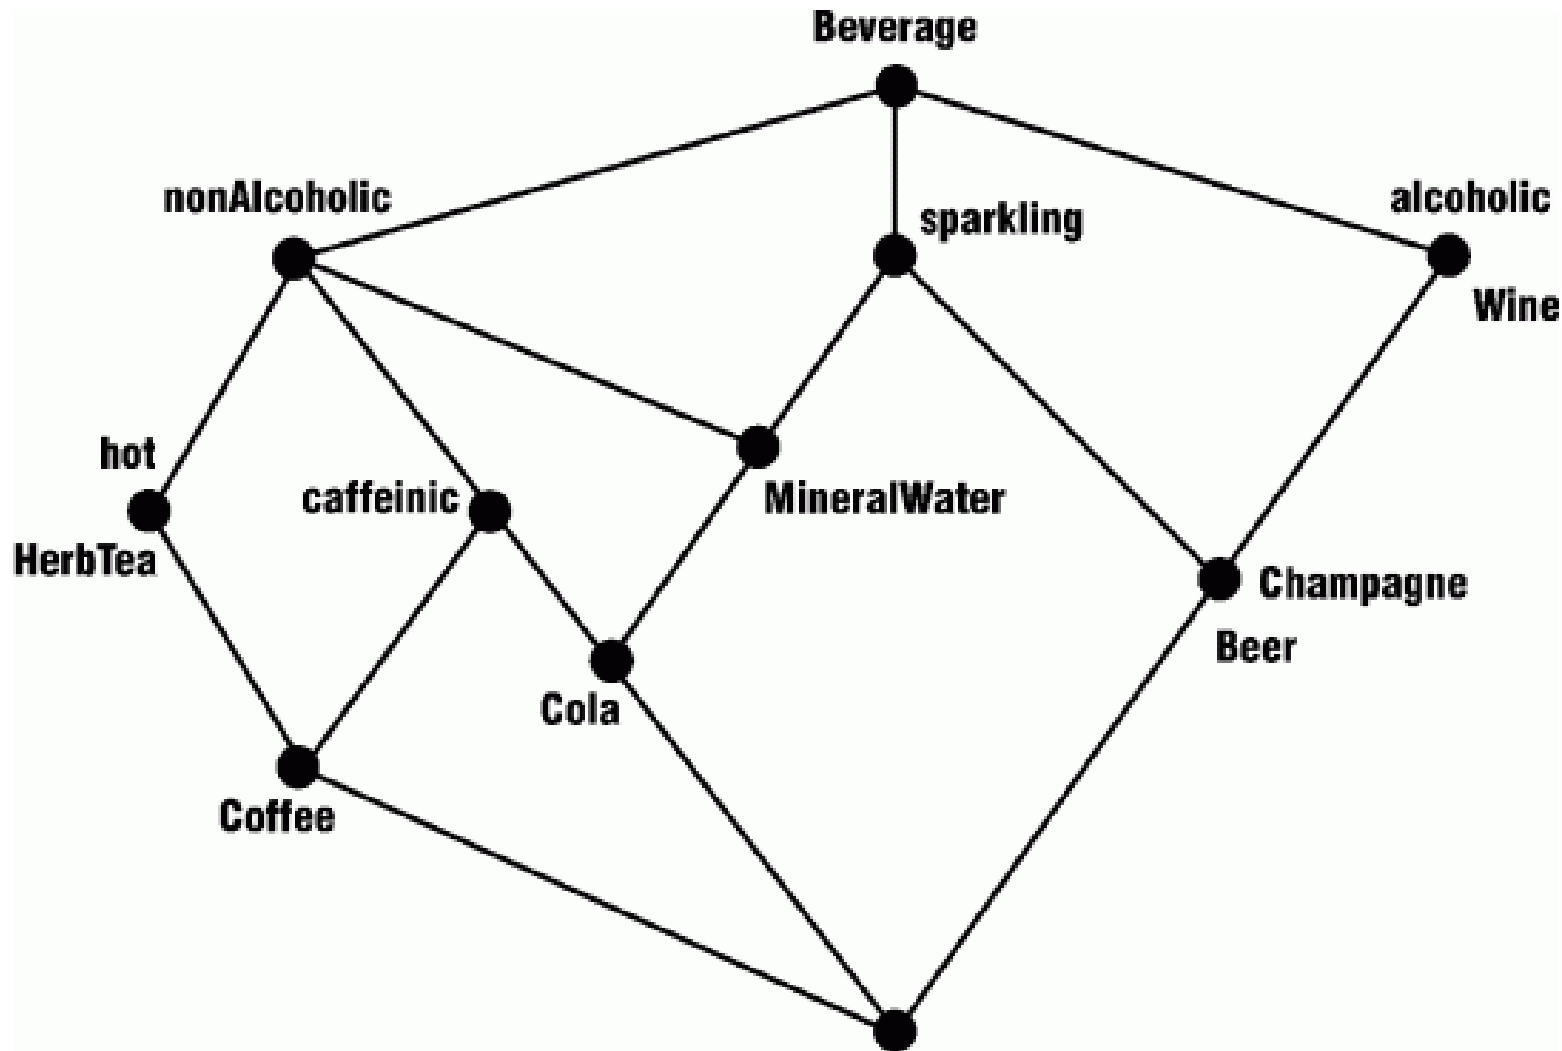 Beverage
nonAlcoholic
alcoholic
sparkling
Wine
hot
caffeinic
MineralWater
HerbTea
Champagne
Beer
Cola
Coffee